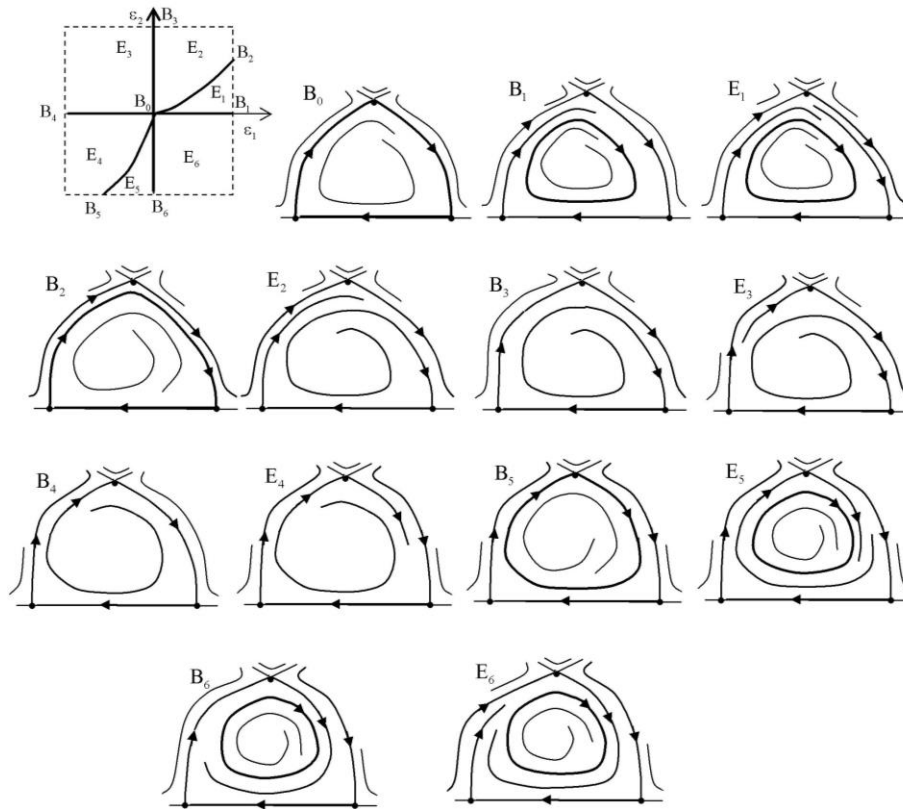 ε₂ B₃
E₃ E₂ B₂
B₄ B₀ E₁ B₁
ε₁
E₄ E₆
E₅
B₅ B₆
B₀ B₁ E₁
B₂ E₂ B₃ E₃
B₄ E₄ B₅ E₅
B₆ E₆